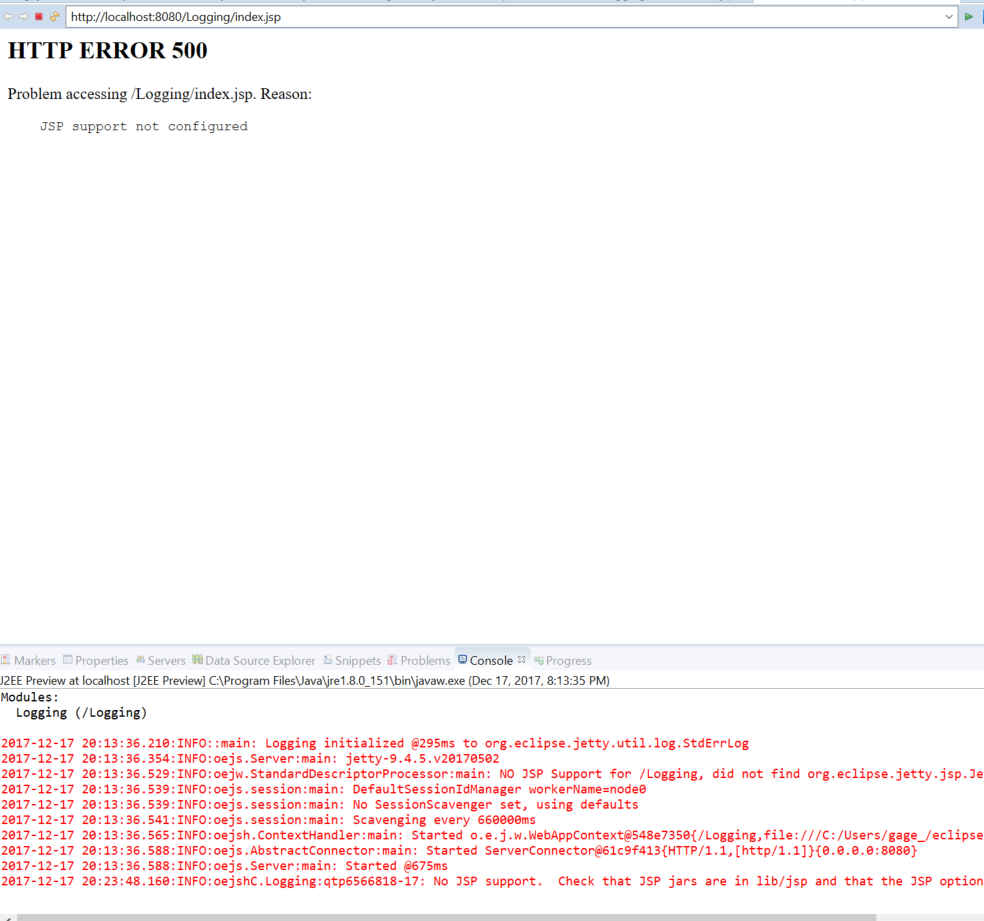 http://localhost:8080/Logging/index.jsp
HTTP ERROR 500
Problem accessing /Logging/index.jsp. Reason:
JSP support not configured
Markers Properties Servers Data Source Explorer Snippets Problems Console Progress
J2EE Preview at localhost [J2EE Preview] C:\Program Files\Java\jre1.8.0_151\bin\javaw.exe (Dec 17, 2017, 8:13:35 PM)
Modules:
Logging (/Logging)
2017-12-17 20:13:36.210:INFO::main: Logging initialized @295ms to org.eclipse.jetty.util.log.StdErrLog
2017-12-17 20:13:36.354:INFO:oejs.Server:main: jetty-9.4.5.v20170502
2017-12-17 20:13:36.529:INFO:oejw.StandardDescriptorProcessor:main: NO JSP Support for /Logging, did not find org.eclipse.jetty.jsp.Je
2017-12-17 20:13:36.539:INFO:oejs.session:main: DefaultSessionIdManager workerName=node0
2017-12-17 20:13:36.539:INFO:oejs.session:main: No SessionScavenger set, using defaults
2017-12-17 20:13:36.541:INFO:oejs.session:main: Scavenging every 660000ms
2017-12-17 20:13:36.565:INFO:oejsh.ContextHandler:main: Started o.e.j.w.WebAppContext@548e7350{/Logging,file:///C:/Users/gage_/eclipse
2017-12-17 20:13:36.588:INFO:oejs.AbstractConnector:main: Started ServerConnector@61c9f413{HTTP/1.1,[http/1.1]}{0.0.0.0:8080}
2017-12-17 20:13:36.588:INFO:oejs.Server:main: Started @675ms
2017-12-17 20:23:48.160:INFO:oejshC.Logging:qtp6566818-17: No JSP support.  Check that JSP jars are in lib/jsp and that the JSP option